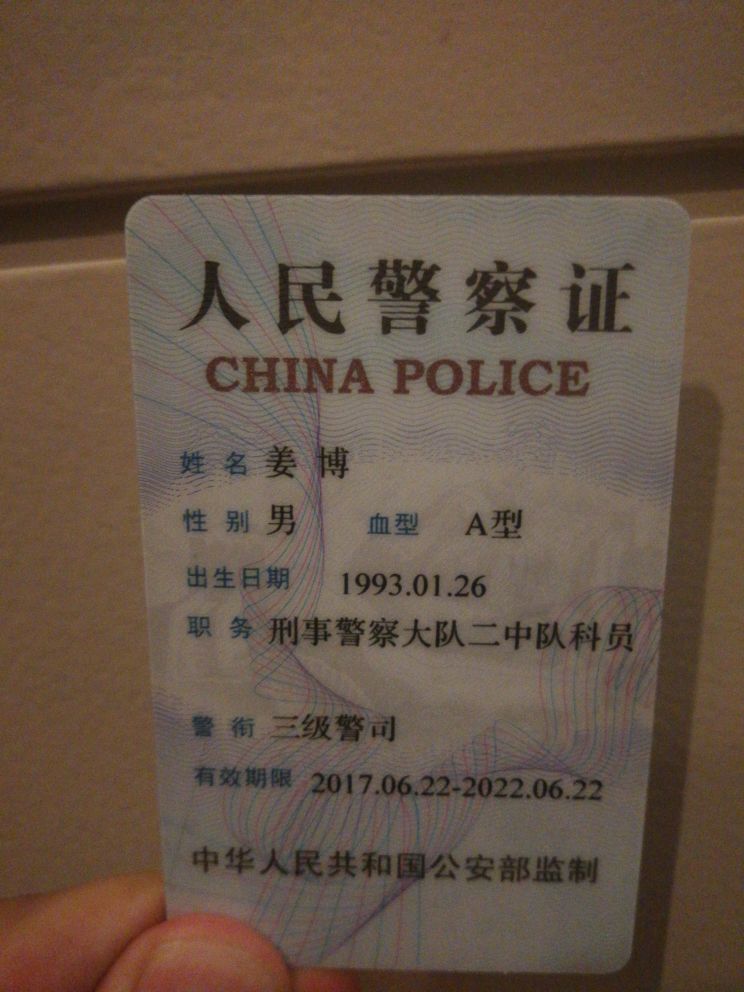 人民警察证
CHINA POLICE
姓名 姜博
性别 男 血型 A型
出生日期 1993.01.26
职务 刑事警察大队二中队科员
警衔 三级警司
有效期限 2017.06.22-2022.06.22
中华人民共和国公安部监制